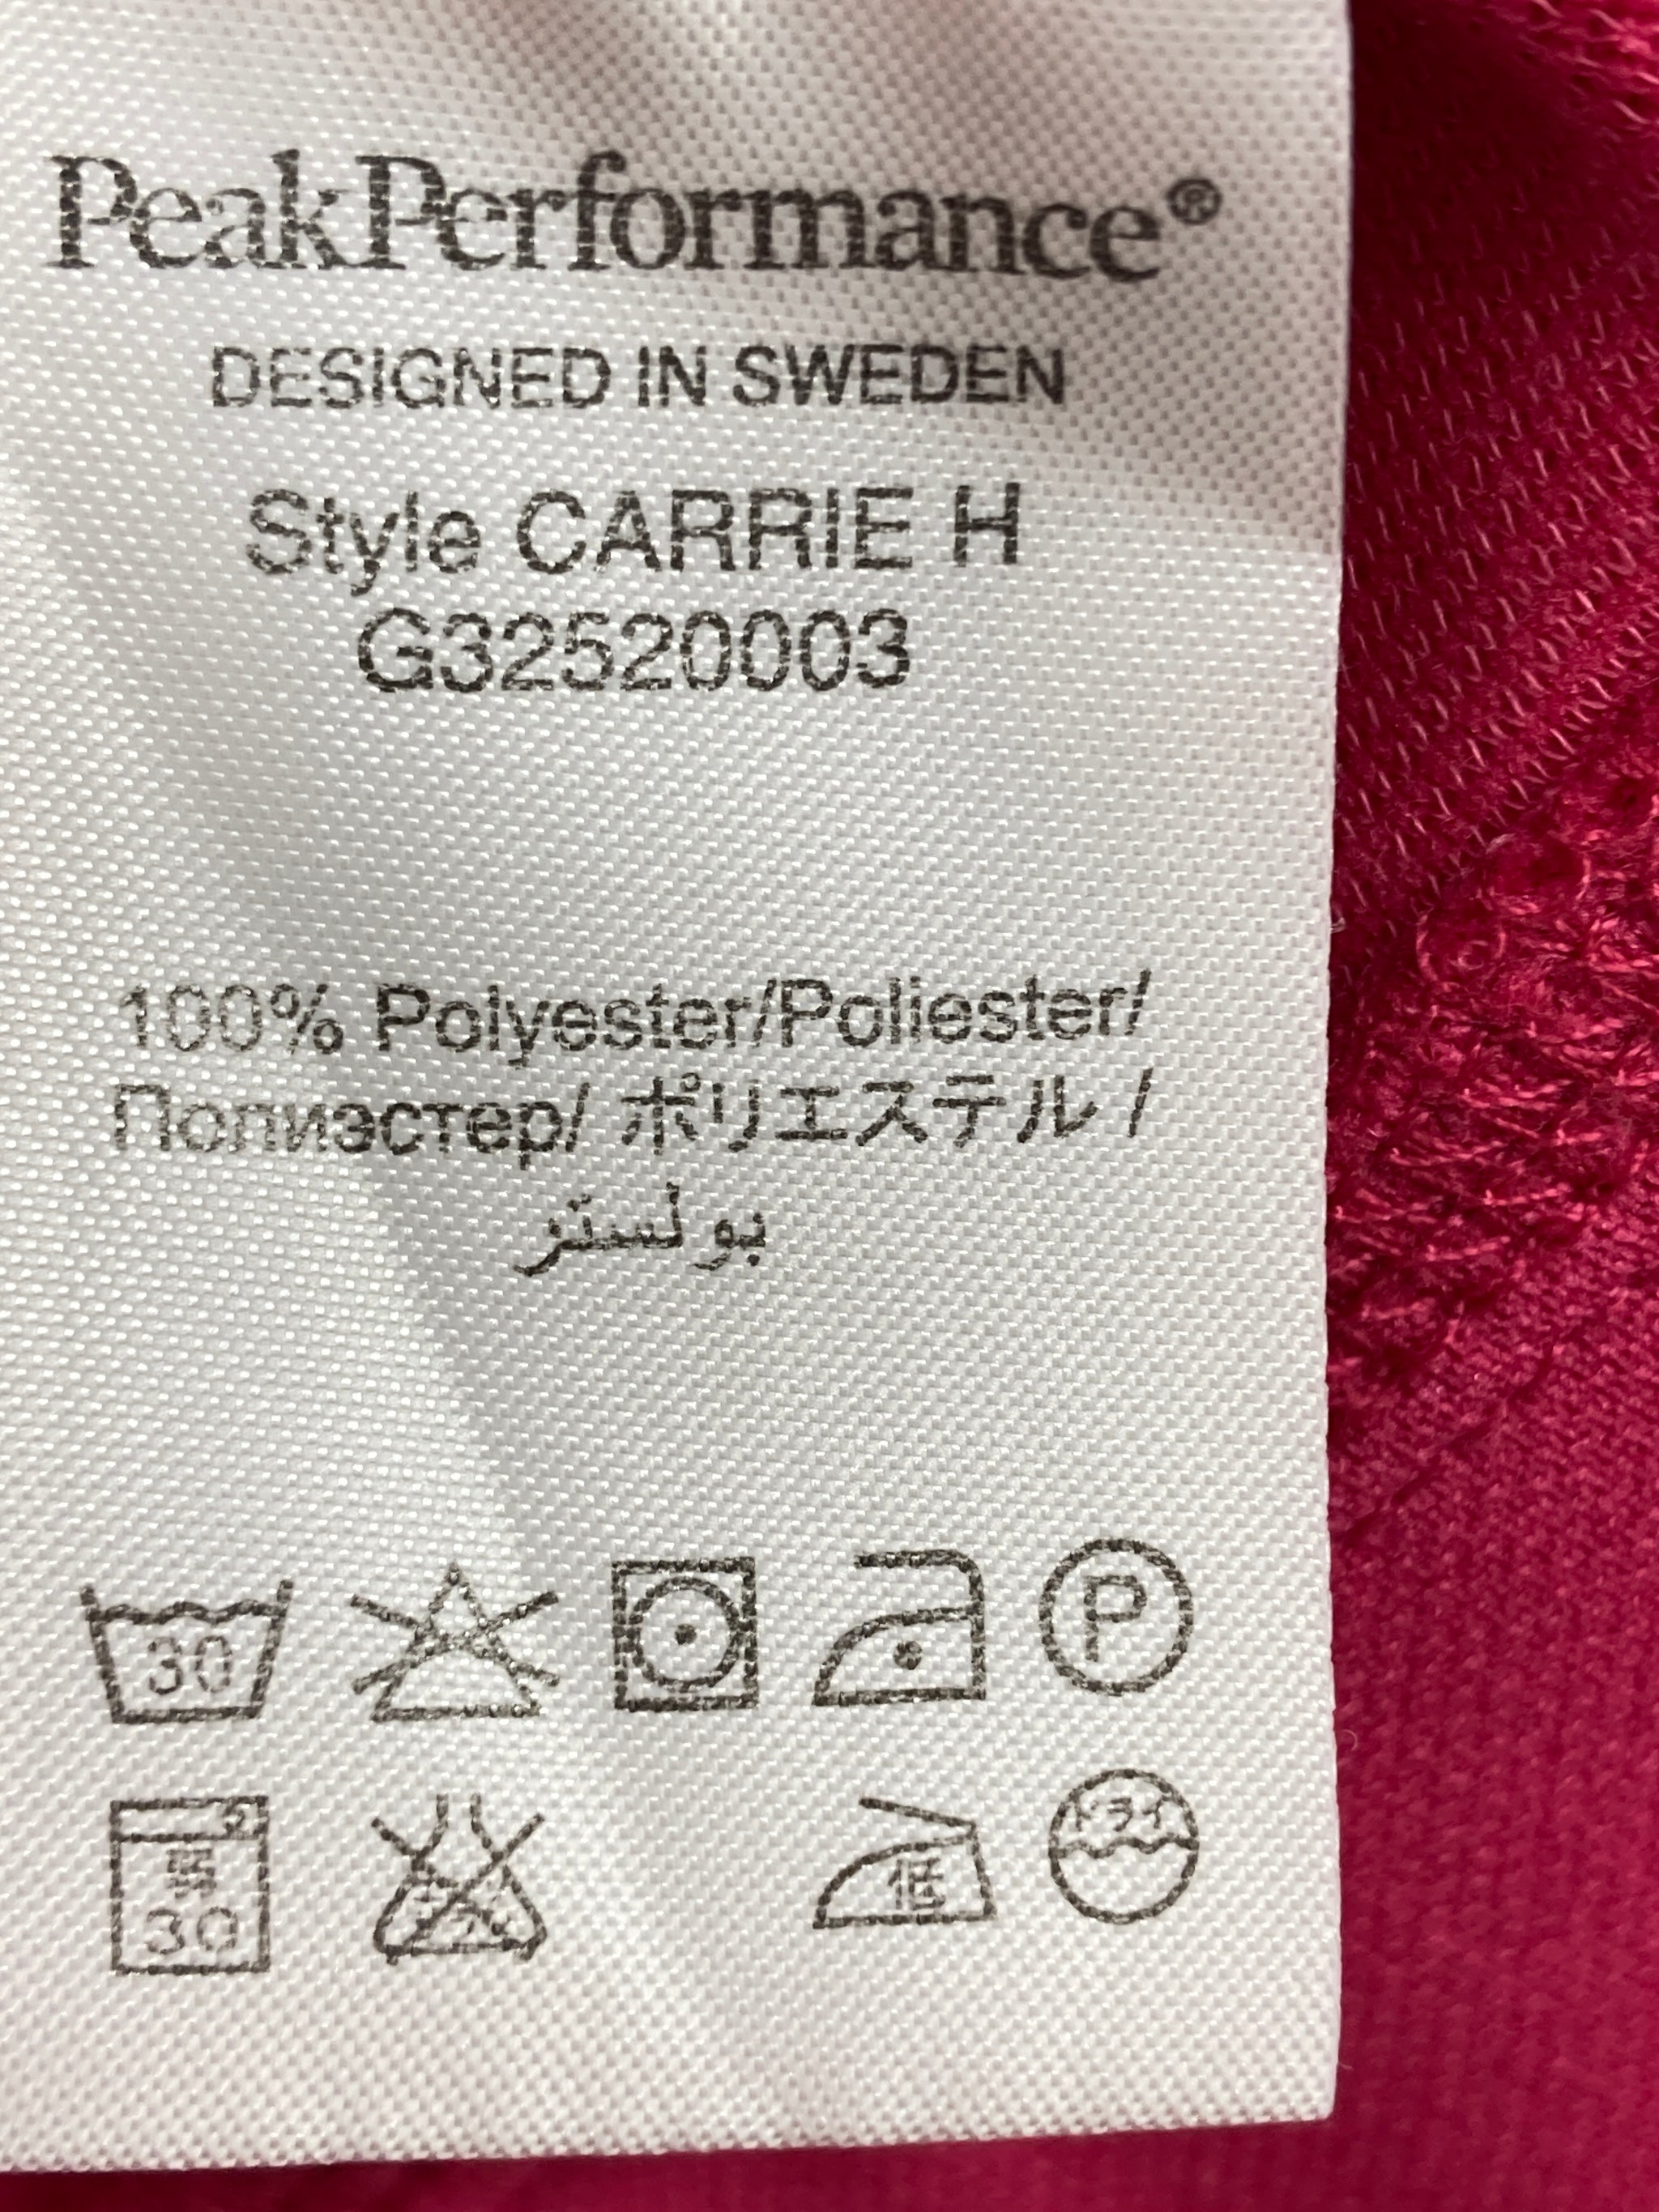 PeakPerformance®
DESIGNED IN SWEDEN
Style CARRIE H
G32520003
100% Polyester/Poliester/
Полиэстер/ ポリエステル /
بولستر
30 P
弱
30 低 ドライ